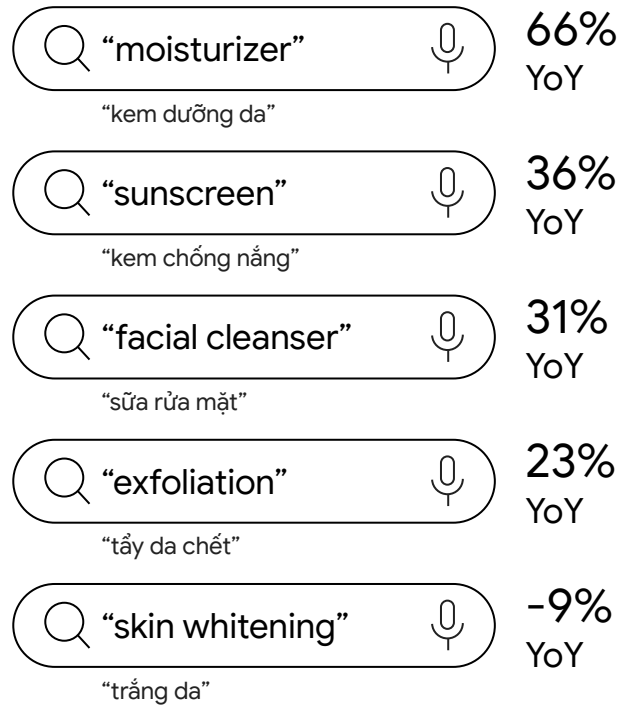 “moisturizer”
66%
YoY
“kem dưỡng da”
“sunscreen”
36%
YoY
“kem chống nắng”
“facial cleanser”
31%
YoY
“sữa rửa mặt”
“exfoliation”
23%
YoY
“tẩy da chết”
“skin whitening”
-9%
YoY
“trắng da”